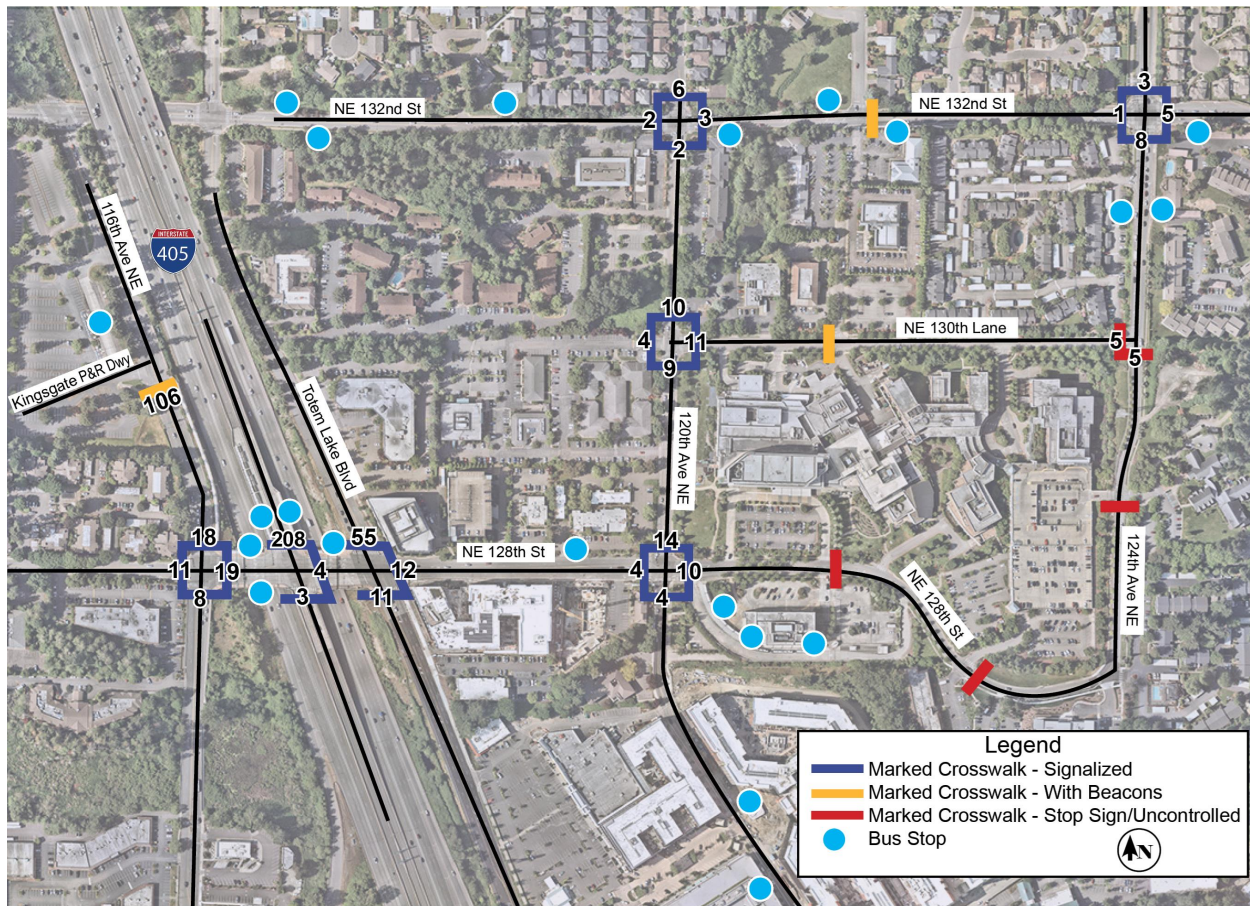 NE 132nd St
NE 132nd St
6
2
3
2
3
1
5
8
116th Ave NE
INTERSTATE
405
Kingsgate P&R Dwy
106
Totem Lake Blvd
10
4
11
9
NE 130th Lane
5
5
120th Ave NE
18
11
19
8
208
4
3
55
12
11
NE 128th St
14
4
10
4
NE 128th St
124th Ave NE
Legend
Marked Crosswalk - Signalized
Marked Crosswalk - With Beacons
Marked Crosswalk - Stop Sign/Uncontrolled
Bus Stop
N